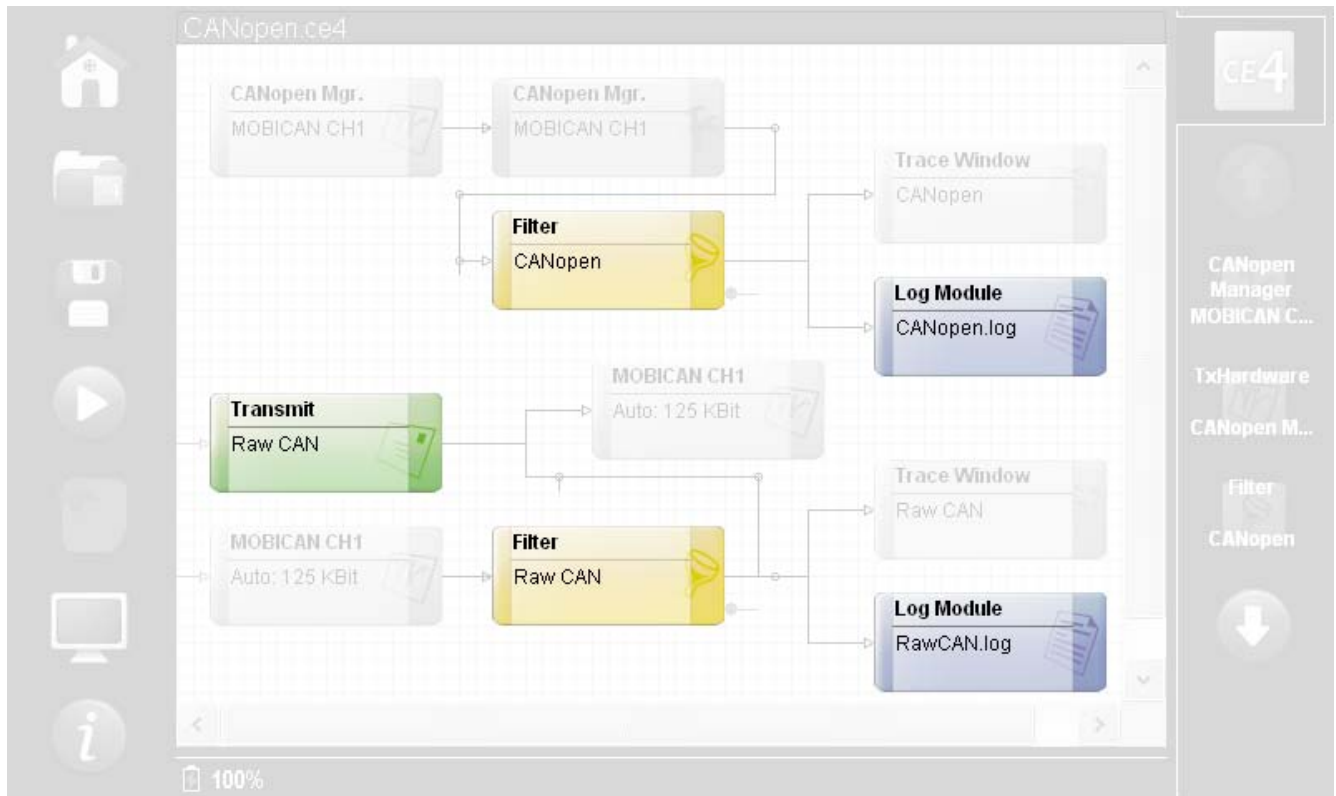 CANopen.ce4
CE4
CANopen Mgr.
MOBICAN CH1
CANopen Mgr.
MOBICAN CH1
Trace Window
CANopen
Filter
CANopen
Log Module
CANopen.log
MOBICAN CH1
Auto: 125 KBit
Transmit
Raw CAN
Trace Window
Raw CAN
MOBICAN CH1
Auto: 125 KBit
Filter
Raw CAN
Log Module
RawCAN.log
CANopen
Manager
MOBICAN C...
TxHardware
CANopen M...
Filter
CANopen
i
100%